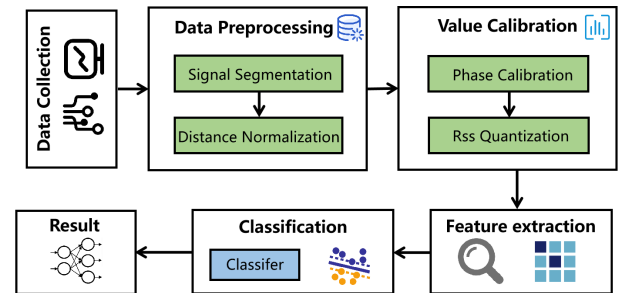 Data Collection
Data Preprocessing
Signal Segmentation
Distance Normalization
Value Calibration
Phase Calibration
Rss Quantization
Feature extraction
Classification
Classifer
Result